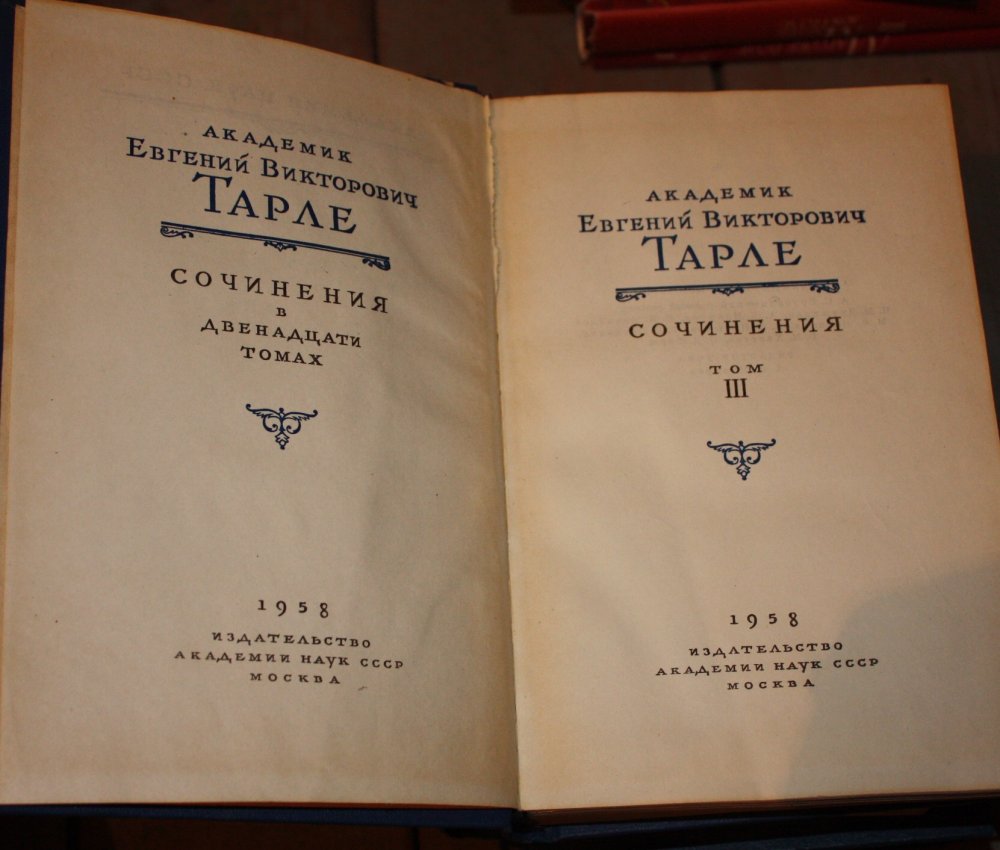 АКАДЕМИК
ЕВГЕНИЙ ВИКТОРОВИЧ
ТАРЛЕ
СОЧИНЕНИЯ
В
ДВЕНАДЦАТИ
ТОМАХ
1958
ИЗДАТЕЛЬСТВО
АКАДЕМИИ НАУК СССР
МОСКВА
АКАДЕМИК
ЕВГЕНИЙ ВИКТОРОВИЧ
ТАРЛЕ
СОЧИНЕНИЯ
ТОМ
III
1958
ИЗДАТЕЛЬСТВО
АКАДЕМИИ НАУК СССР
МОСКВА